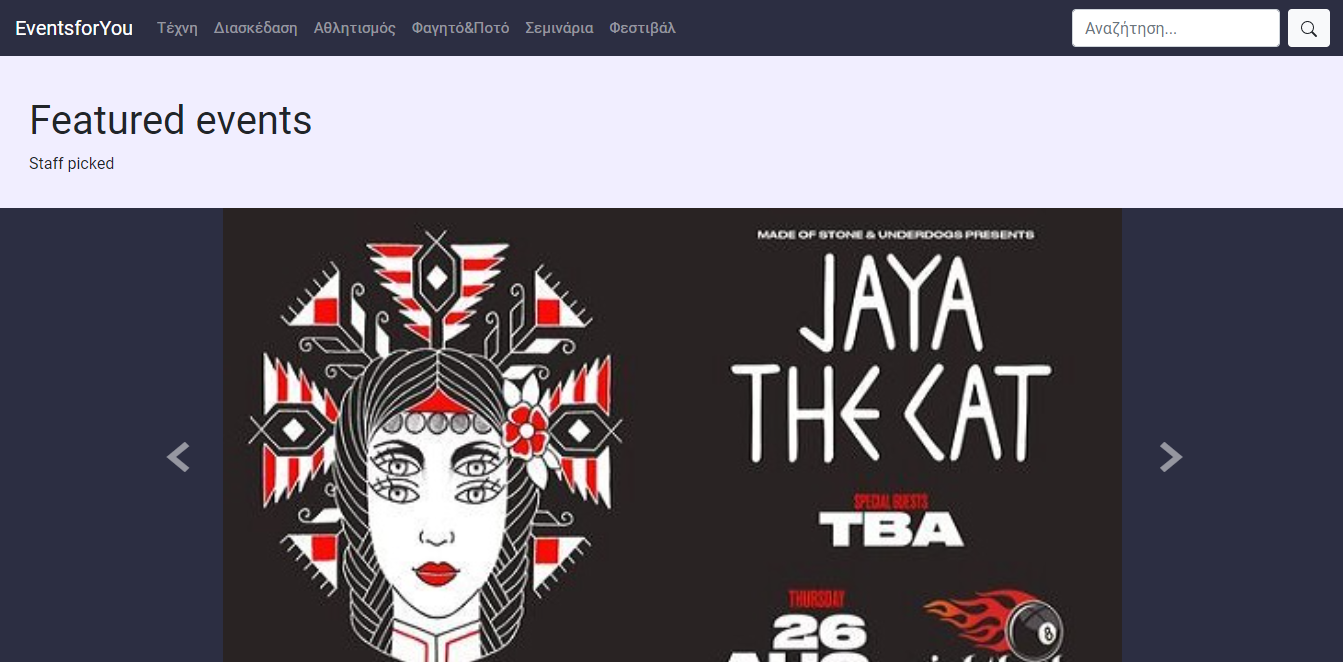 EventsforYou
Τέχνη
Διασκέδαση
Αθλητισμός
Φαγητό&Ποτό
Σεμινάρια
Φεστιβάλ
Αναζήτηση...
Featured events
Staff picked
MADE OF STONE & UNDERDOGS PRESENTS
JAYA
THE CAT
SPECIAL GUESTS
TBA
THURSDAY
26
AUG
8